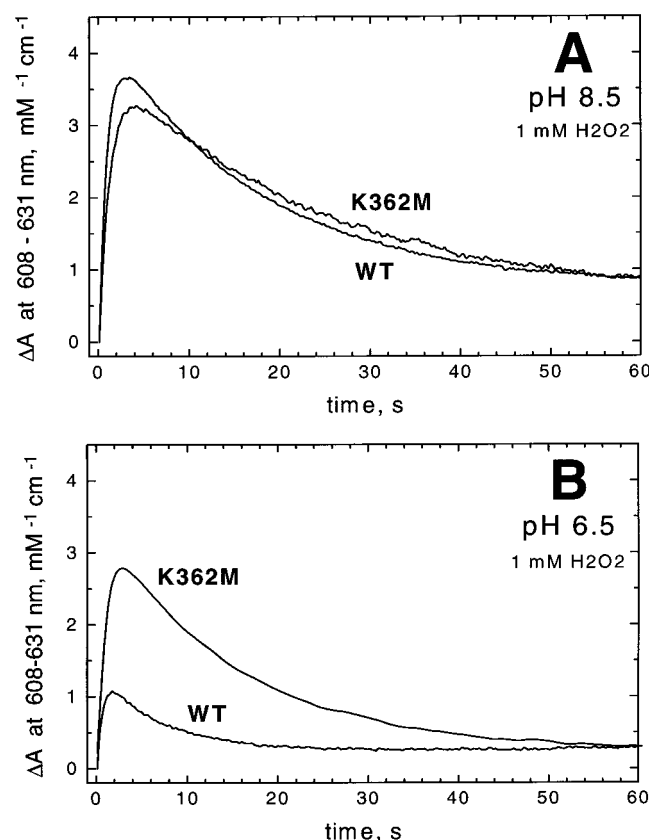 A
pH 8.5
1 mM H2O2
ΔA at 608 - 631 nm, mM ⁻¹ cm⁻¹
4
3
2
1
0
K362M
WT
0 10 20 30 40 50 60
time, s
B
pH 6.5
1 mM H2O2
ΔA at 608-631 nm, mM ⁻¹ cm⁻¹
4
3
2
1
0
K362M
WT
0 10 20 30 40 50 60
time, s